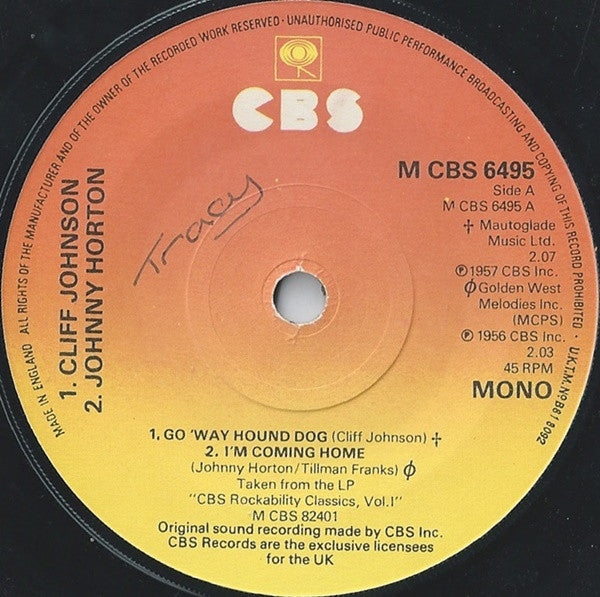 MADE IN ENGLAND ALL RIGHTS OF THE MANUFACTURER AND OF THE OWNER OF THE RECORDED WORK RESERVED - UNAUTHORISED PUBLIC PERFORMANCE BROADCASTING AND COPYING OF THIS RECORD PROHIBITED · U.K.T.M. Nº B618092
CBS
1. CLIFF JOHNSON
2. JOHNNY HORTON
Tracey
M CBS 6495
Side A
M CBS 6495 A
‡ Mautoglade
Music Ltd.
2.07
℗ 1957 CBS Inc.
ϕ Golden West
Melodies Inc.
(MCPS)
℗ 1956 CBS Inc.
2.03
45 RPM
MONO
1. GO 'WAY HOUND DOG (Cliff Johnson) ‡
2. I'M COMING HOME
(Johnny Horton/Tillman Franks) ϕ
Taken from the LP
"CBS Rockability Classics, Vol.I"
M CBS 82401
Original sound recording made by CBS Inc.
CBS Records are the exclusive licensees
for the UK